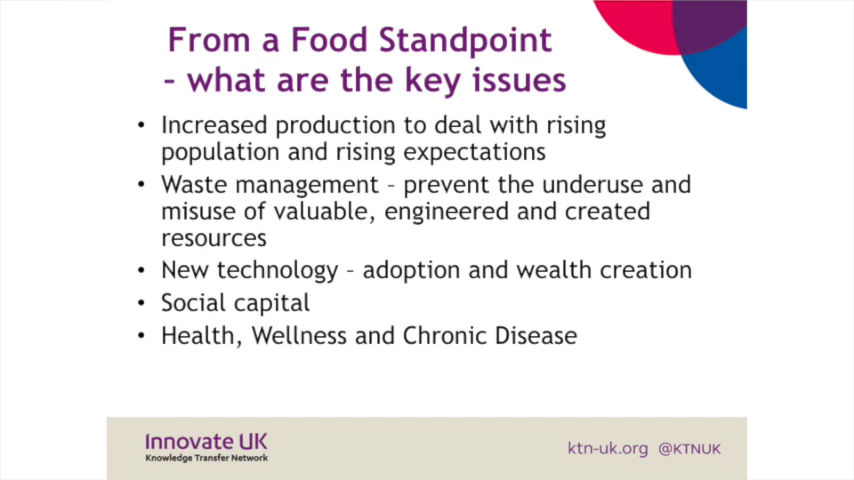 From a Food Standpoint
– what are the key issues
• Increased production to deal with rising
population and rising expectations
• Waste management – prevent the underuse and
misuse of valuable, engineered and created
resources
• New technology – adoption and wealth creation
• Social capital
• Health, Wellness and Chronic Disease
Innovate UK
Knowledge Transfer Network
ktn-uk.org @KTNUK